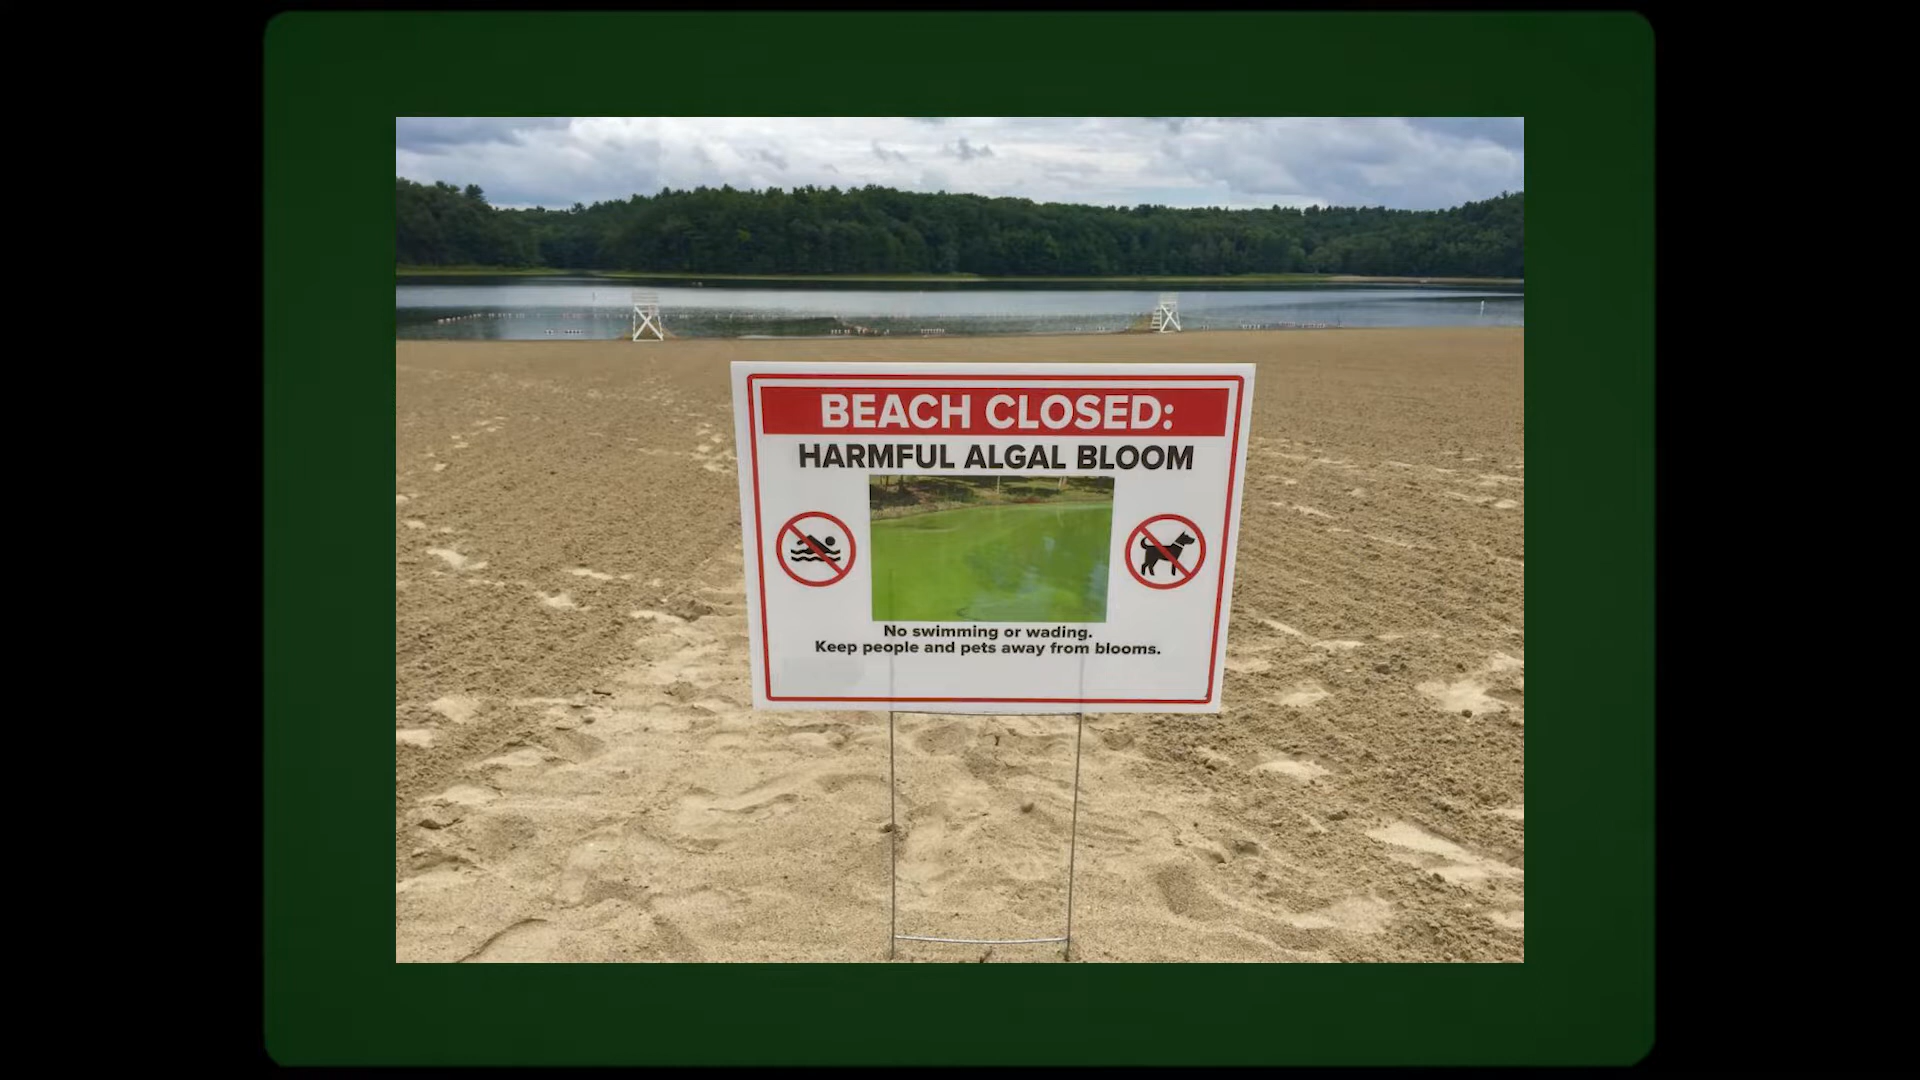 BEACH CLOSED:
HARMFUL ALGAL BLOOM
No swimming or wading.
Keep people and pets away from blooms.